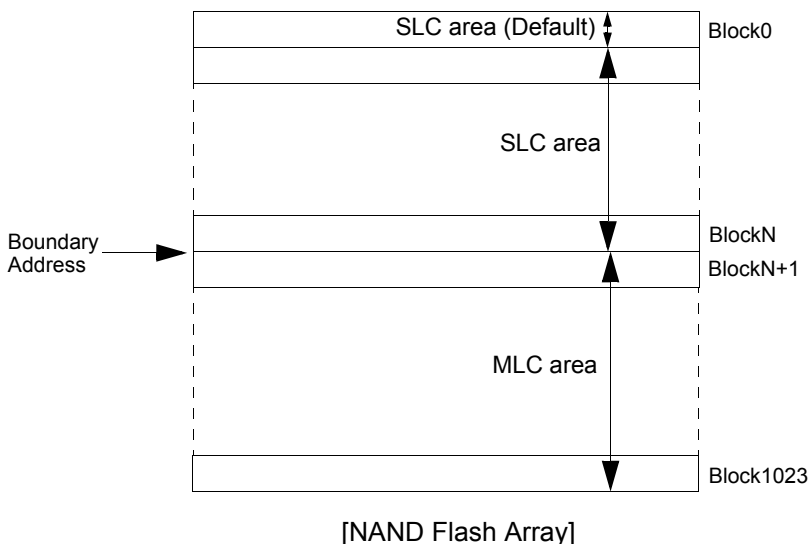 SLC area (Default)
Block0
SLC area
BlockN
Boundary
Address
BlockN+1
MLC area
Block1023
[NAND Flash Array]